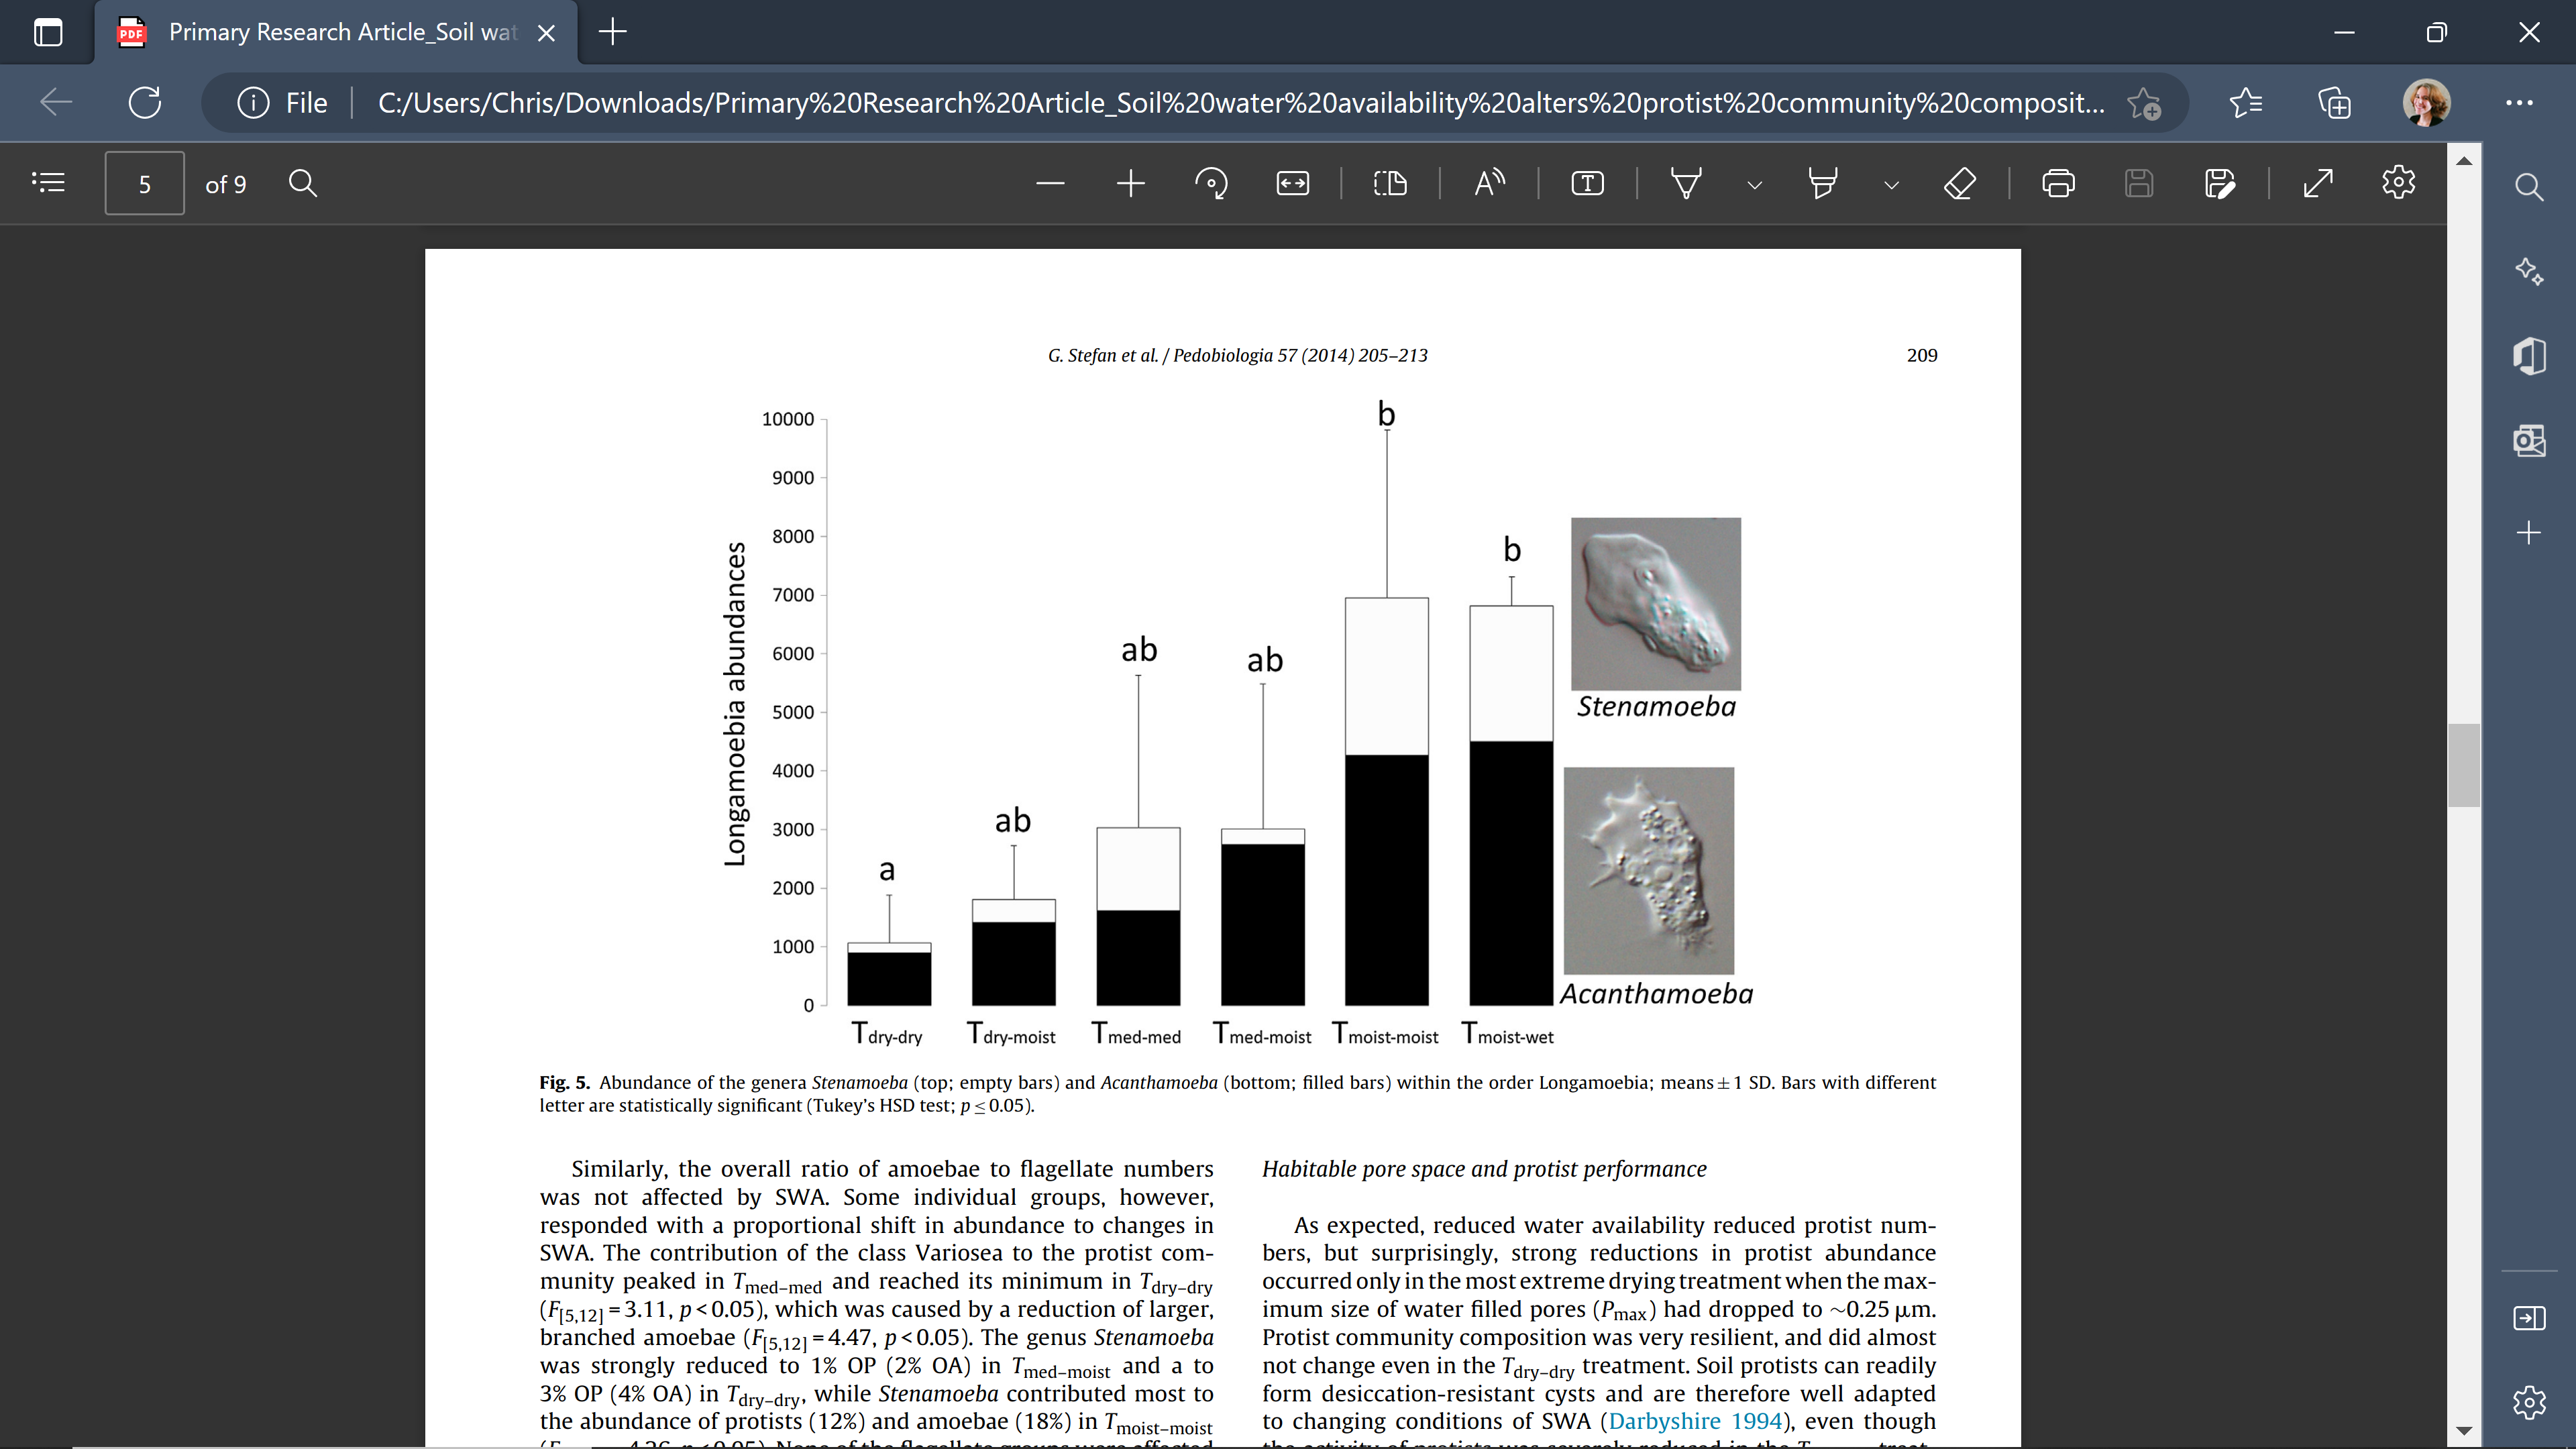 Primary Research Article_Soil wat
File
C:/Users/Chris/Downloads/Primary%20Research%20Article_Soil%20water%20availability%20alters%20protist%20community%20composit...
5 of 9
G. Stefan et al. / Pedobiologia 57 (2014) 205–213
209
Longamoebia abundances
10000
9000
8000
7000
6000
5000
4000
3000
2000
1000
0
a
ab
ab
ab
b
b
Stenamoeba
Acanthamoeba
Tdry-dry Tdry-moist Tmed-med Tmed-moist Tmoist-moist Tmoist-wet
Fig. 5. Abundance of the genera Stenamoeba (top; empty bars) and Acanthamoeba (bottom; filled bars) within the order Longamoebia; means ± 1 SD. Bars with different
letter are statistically significant (Tukey's HSD test; p ≤ 0.05).
Similarly, the overall ratio of amoebae to flagellate numbers
was not affected by SWA. Some individual groups, however,
responded with a proportional shift in abundance to changes in
SWA. The contribution of the class Variosea to the protist com-
munity peaked in Tmed–med and reached its minimum in Tdry–dry
(F[5,12] = 3.11, p < 0.05), which was caused by a reduction of larger,
branched amoebae (F[5,12] = 4.47, p < 0.05). The genus Stenamoeba
was strongly reduced to 1% OP (2% OA) in Tmed–moist and a to
3% OP (4% OA) in Tdry–dry, while Stenamoeba contributed most to
the abundance of protists (12%) and amoebae (18%) in Tmoist–moist
Habitable pore space and protist performance
As expected, reduced water availability reduced protist num-
bers, but surprisingly, strong reductions in protist abundance
occurred only in the most extreme drying treatment when the max-
imum size of water filled pores (Pmax) had dropped to ~0.25 μm.
Protist community composition was very resilient, and did almost
not change even in the Tdry–dry treatment. Soil protists can readily
form desiccation-resistant cysts and are therefore well adapted
to changing conditions of SWA (Darbyshire 1994), even though